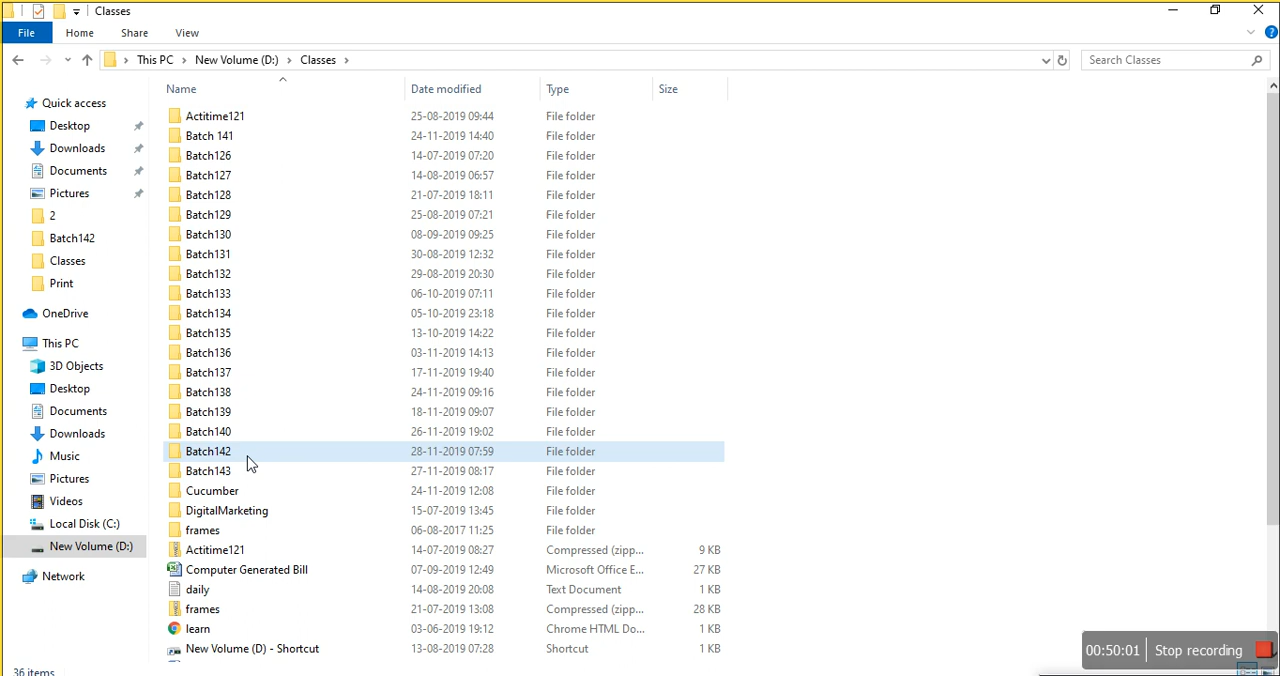 Classes
File Home Share View
This PC New Volume (D:) Classes
Search Classes
Name Date modified Type Size
Quick access
Desktop
Downloads
Documents
Pictures
2
Batch142
Classes
Print
OneDrive
This PC
3D Objects
Desktop
Documents
Downloads
Music
Pictures
Videos
Local Disk (C:)
New Volume (D:)
Network
Actitime121 25-08-2019 09:44 File folder
Batch 141 24-11-2019 14:40 File folder
Batch126 14-07-2019 07:20 File folder
Batch127 14-08-2019 06:57 File folder
Batch128 21-07-2019 18:11 File folder
Batch129 25-08-2019 07:21 File folder
Batch130 08-09-2019 09:25 File folder
Batch131 30-08-2019 12:32 File folder
Batch132 29-08-2019 20:30 File folder
Batch133 06-10-2019 07:11 File folder
Batch134 05-10-2019 23:18 File folder
Batch135 13-10-2019 14:22 File folder
Batch136 03-11-2019 14:13 File folder
Batch137 17-11-2019 19:40 File folder
Batch138 24-11-2019 09:16 File folder
Batch139 18-11-2019 09:07 File folder
Batch140 26-11-2019 19:02 File folder
Batch142 28-11-2019 07:59 File folder
Batch143 27-11-2019 08:17 File folder
Cucumber 24-11-2019 12:08 File folder
DigitalMarketing 15-07-2019 13:45 File folder
frames 06-08-2017 11:25 File folder
Actitime121 14-07-2019 08:27 Compressed (zipp... 9 KB
Computer Generated Bill 07-09-2019 12:49 Microsoft Office E... 27 KB
daily 14-08-2019 20:08 Text Document 1 KB
frames 21-07-2019 13:08 Compressed (zipp... 28 KB
learn 03-06-2019 19:12 Chrome HTML Do... 1 KB
New Volume (D) - Shortcut 13-08-2019 07:28 Shortcut 1 KB
36 items
00:50:01 Stop recording